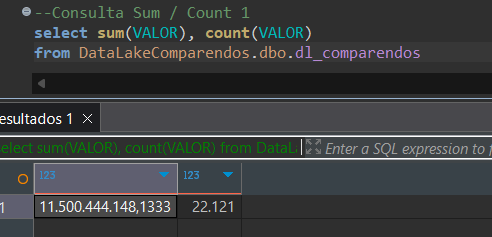 --Consulta Sum / Count 1
select sum(VALOR), count(VALOR)
from DataLakeComparendos.dbo.dl_comparendos
esultados 1
select sum(VALOR), count(VALOR) from DataL
Enter a SQL expression to f
123 123
1 11.500.444.148,1333 22.121